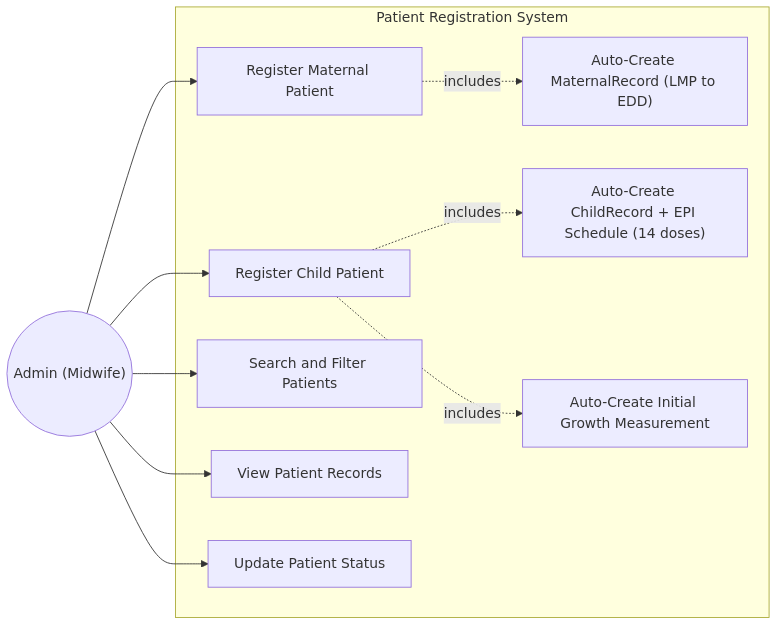 Patient Registration System
Register Maternal
Patient
includes
Auto-Create
MaternalRecord (LMP to
EDD)
Auto-Create
ChildRecord + EPI
Schedule (14 doses)
includes
Register Child Patient
Admin (Midwife)
Search and Filter
Patients
includes
Auto-Create Initial
Growth Measurement
View Patient Records
Update Patient Status